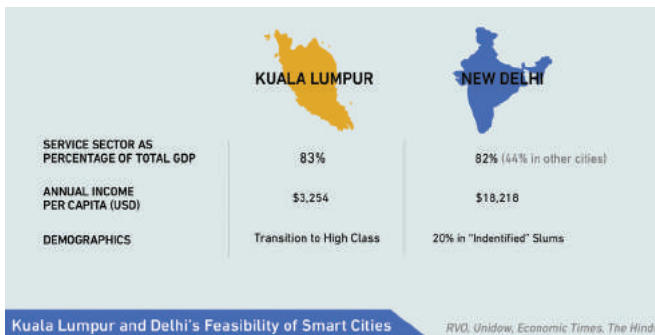 KUALA LUMPUR
NEW DELHI
SERVICE SECTOR AS
PERCENTAGE OF TOTAL GDP
83%
82% (44% in other cities)
ANNUAL INCOME
PER CAPITA (USD)
$3,254
$18,218
DEMOGRAPHICS
Transition to High Class
20% in "Indentified" Slums
Kuala Lumpur and Delhi's Feasibility of Smart Cities
RVO, Unidow, Economic Times, The Hind